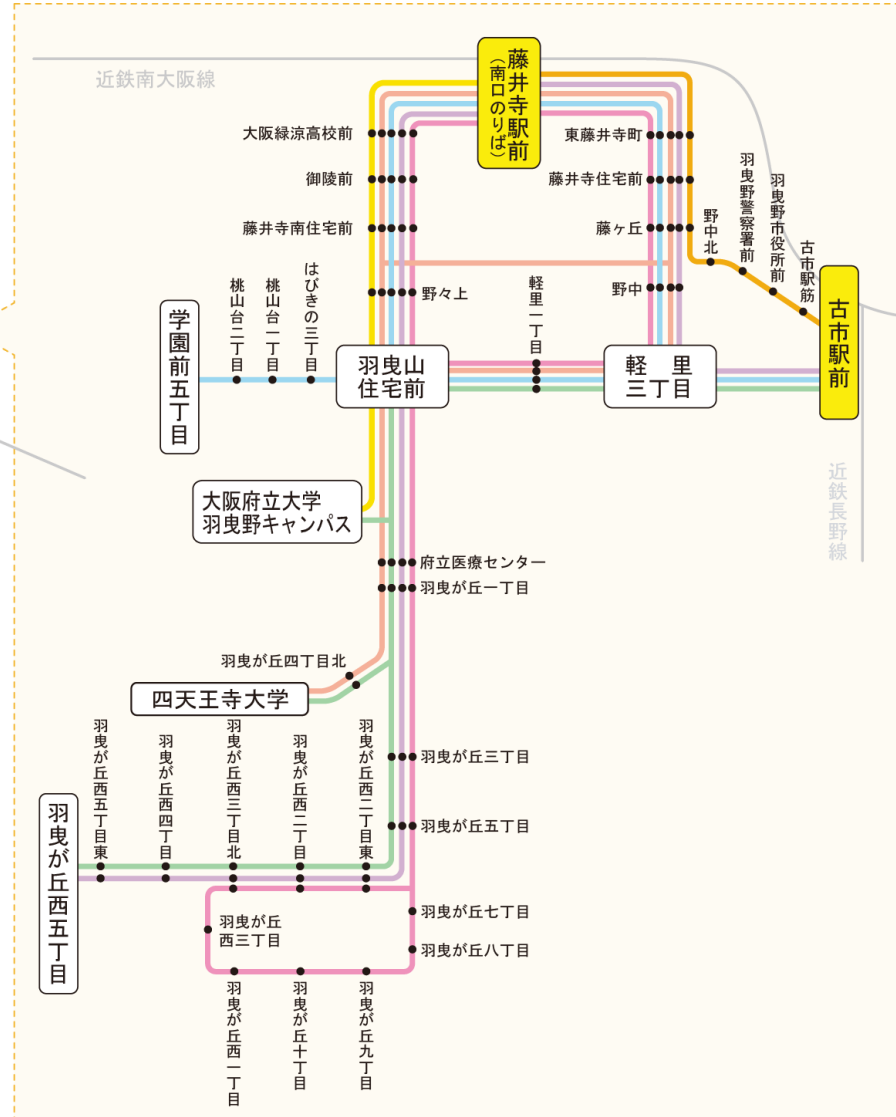 近鉄南大阪線
藤井寺駅前
（南口のりば）
大阪緑涼高校前
御陵前
藤井寺南住宅前
野々上
東藤井寺町
藤井寺住宅前
藤ヶ丘
野中
野中北
羽曳野警察署前
羽曳野市役所前
古市駅筋
古市駅前
学園前五丁目
桃山台二丁目
桃山台一丁目
はびきの三丁目
羽曳山
住宅前
軽里一丁目
軽里
三丁目
近鉄長野線
大阪府立大学
羽曳野キャンパス
府立医療センター
羽曳が丘一丁目
羽曳が丘四丁目北
四天王寺大学
羽曳が丘三丁目
羽曳が丘五丁目
羽曳が丘西五丁目
羽曳が丘西五丁目東
羽曳が丘西四丁目
羽曳が丘西三丁目北
羽曳が丘西二丁目
羽曳が丘西二丁目東
羽曳が丘七丁目
羽曳が丘八丁目
羽曳が丘
西三丁目
羽曳が丘西一丁目
羽曳が丘十丁目
羽曳が丘九丁目